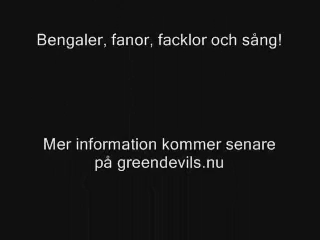 Bengaler, fanor, facklor och sång!
Mer information kommer senare
på greendevils.nu